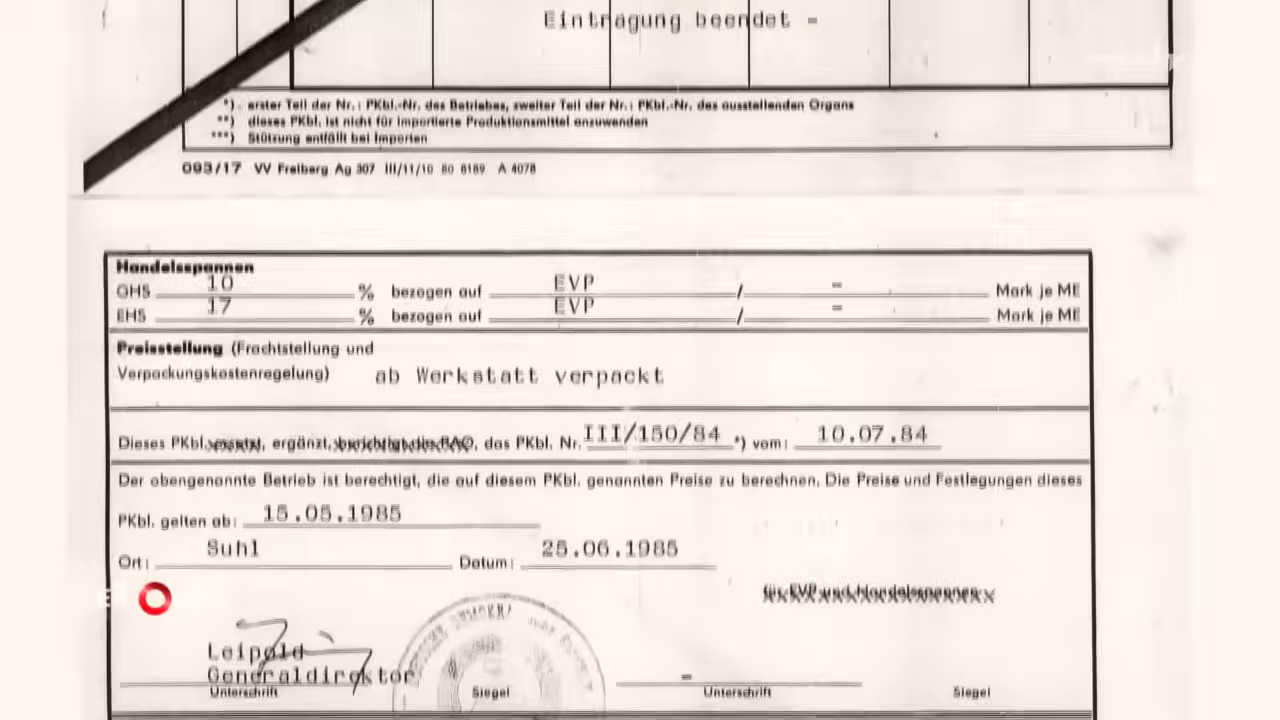 Eintragung beendet =
*) erster Teil der Nr.: PKbl.-Nr. des Betriebes, zweiter Teil der Nr.: PKbl.-Nr. des ausstellenden Organs
**) dieses PKbl. ist nicht für importierte Produktionsmittel anzuwenden
***) Stützung entfällt bei Importen
093/17 VV Freiberg Ag 307 III/11/10 80 8189 A 4078
Handelsspannen
GHS 10 % bezogen auf EVP / = Mark je ME
EHS 17 % bezogen auf EVP / = Mark je ME
Preisstellung (Frachtstellung und
Verpackungskostenregelung) ab Werkstatt verpackt
Dieses PKbl. ersetzt, ergänzt, berichtigt die PAO, das PKbl. Nr. III/150/84 *) vom: 10.07.84
Der obengenannte Betrieb ist berechtigt, die auf diesem PKbl. genannten Preise zu berechnen. Die Preise und Festlegungen dieses
PKbl. gelten ab: 15.05.1985
Ort: Suhl Datum: 25.06.1985
für EVP und Handelsspannen
Leipold
Generaldirektor =
Unterschrift Siegel Unterschrift Siegel